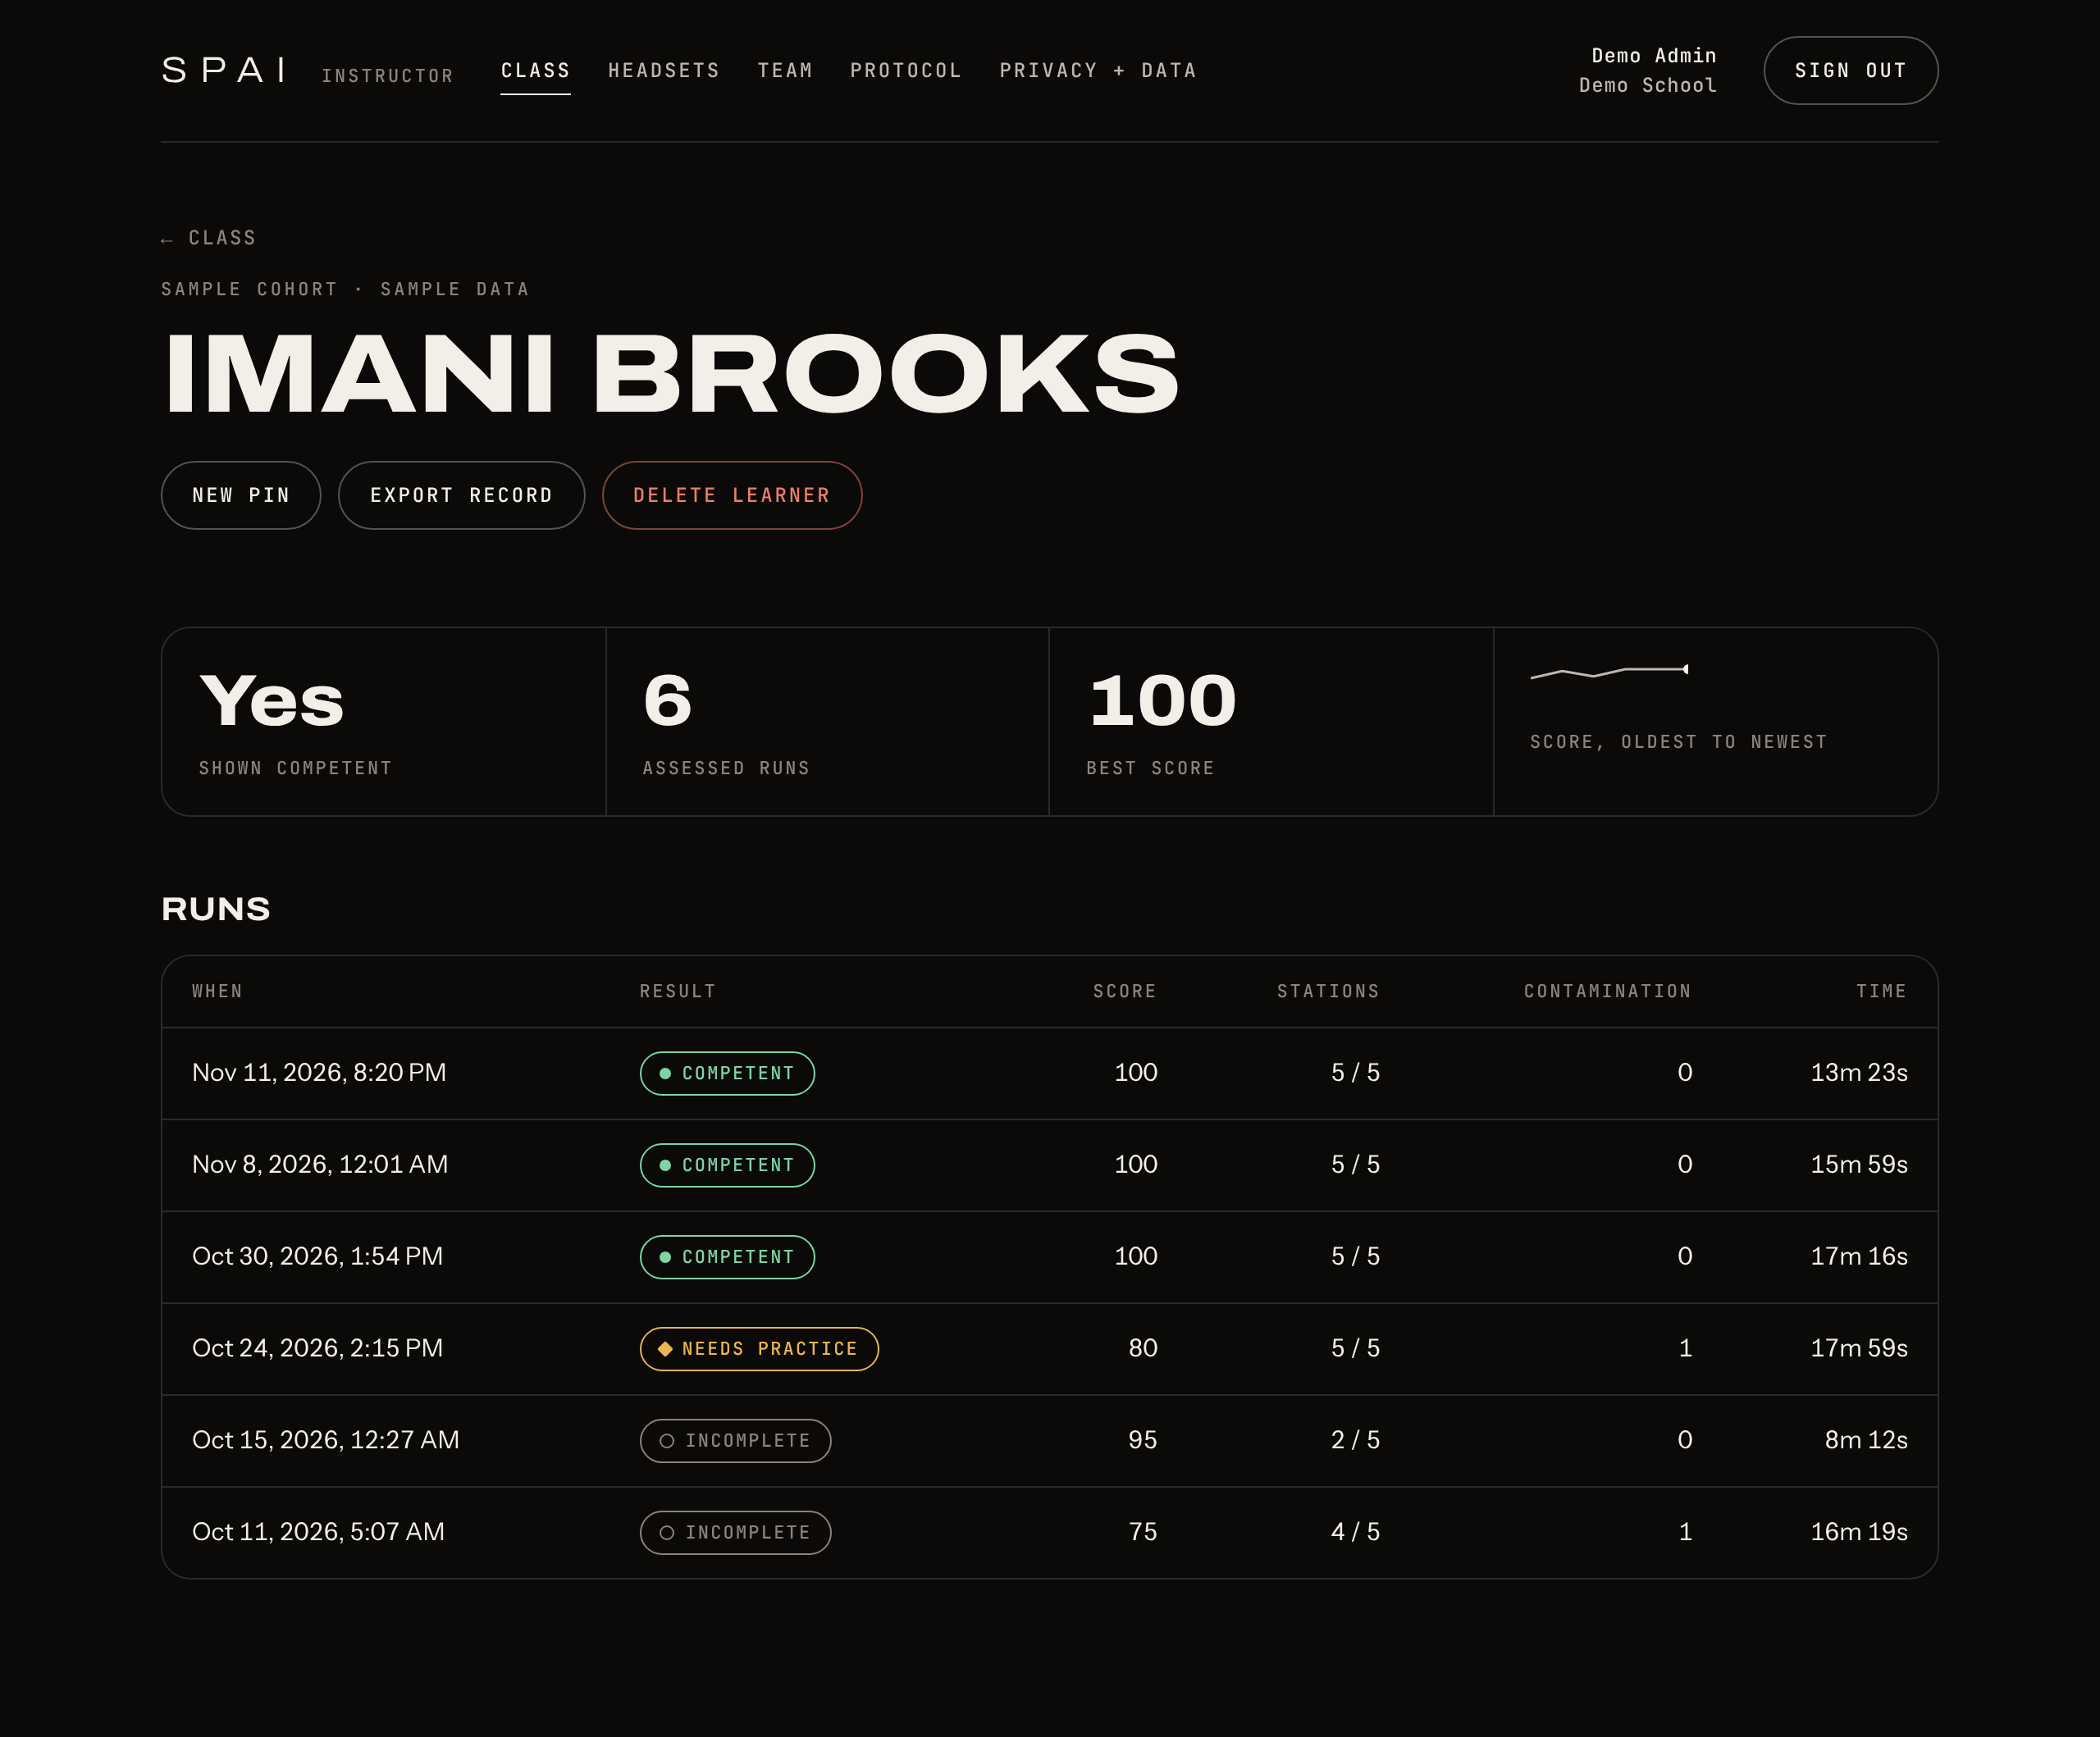 SPAI INSTRUCTOR CLASS HEADSETS TEAM PROTOCOL PRIVACY + DATA
Demo Admin
Demo School
SIGN OUT
← CLASS
SAMPLE COHORT · SAMPLE DATA
IMANI BROOKS
NEW PIN EXPORT RECORD DELETE LEARNER
Yes
SHOWN COMPETENT
6
ASSESSED RUNS
100
BEST SCORE
SCORE, OLDEST TO NEWEST
RUNS
WHEN RESULT SCORE STATIONS CONTAMINATION TIME
Nov 11, 2026, 8:20 PM COMPETENT 100 5 / 5 0 13m 23s
Nov 8, 2026, 12:01 AM COMPETENT 100 5 / 5 0 15m 59s
Oct 30, 2026, 1:54 PM COMPETENT 100 5 / 5 0 17m 16s
Oct 24, 2026, 2:15 PM NEEDS PRACTICE 80 5 / 5 1 17m 59s
Oct 15, 2026, 12:27 AM INCOMPLETE 95 2 / 5 0 8m 12s
Oct 11, 2026, 5:07 AM INCOMPLETE 75 4 / 5 1 16m 19s